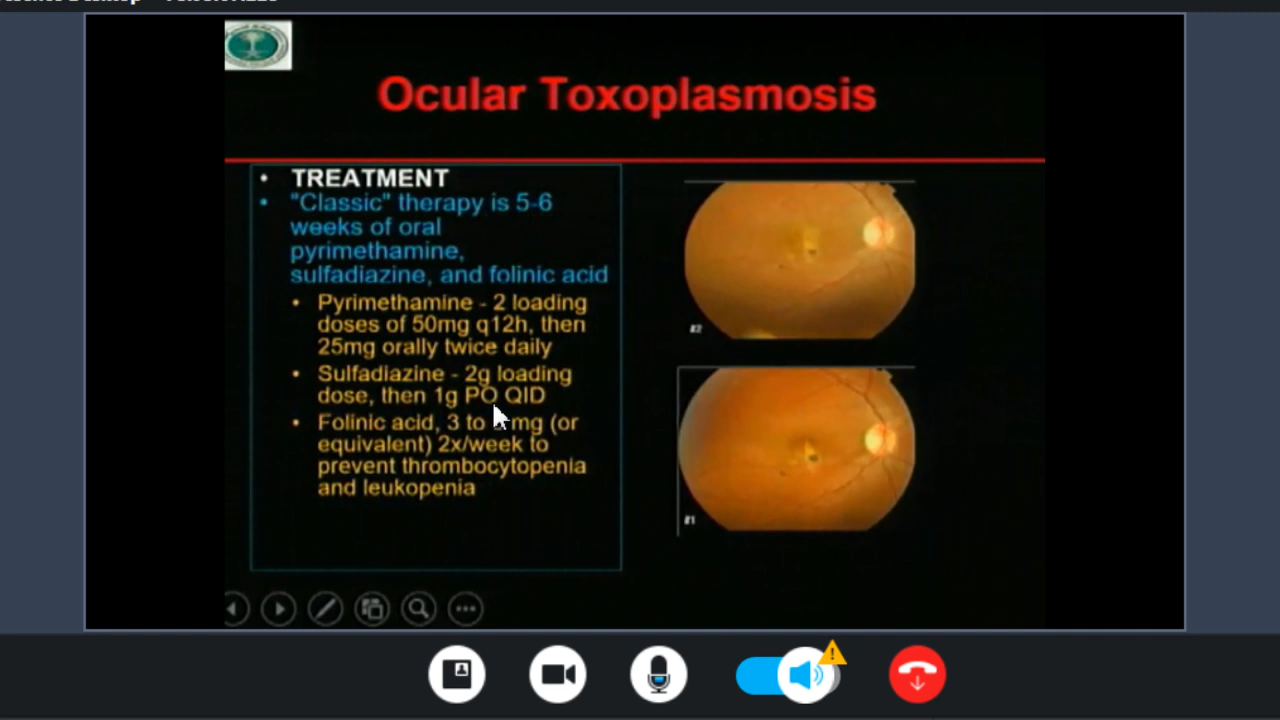 Ocular Toxoplasmosis
• TREATMENT
• "Classic" therapy is 5-6
weeks of oral
pyrimethamine,
sulfadiazine, and folinic acid
• Pyrimethamine - 2 loading
doses of 50mg q12h, then
25mg orally twice daily
• Sulfadiazine - 2g loading
dose, then 1g PO QID
• Folinic acid, 3 to mg (or
equivalent) 2x/week to
prevent thrombocytopenia
and leukopenia